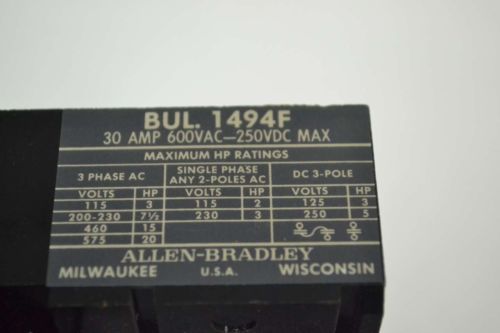 BUL. 1494F
30 AMP 600VAC—250VDC MAX
MAXIMUM HP RATINGS
3 PHASE AC SINGLE PHASE ANY 2-POLES AC DC 3-POLE
VOLTS HP VOLTS HP VOLTS HP
115 3 115 2 125 3
200-230 7½ 230 3 250 5
460 15
575 20
ALLEN-BRADLEY
MILWAUKEE U.S.A. WISCONSIN